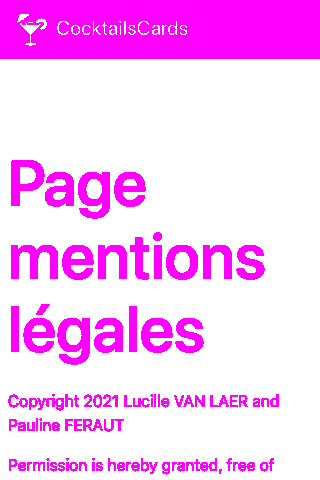 CocktailsCards
Page
mentions
légales
Copyright 2021 Lucille VAN LAER and
Pauline FERAUT
Permission is hereby granted, free of